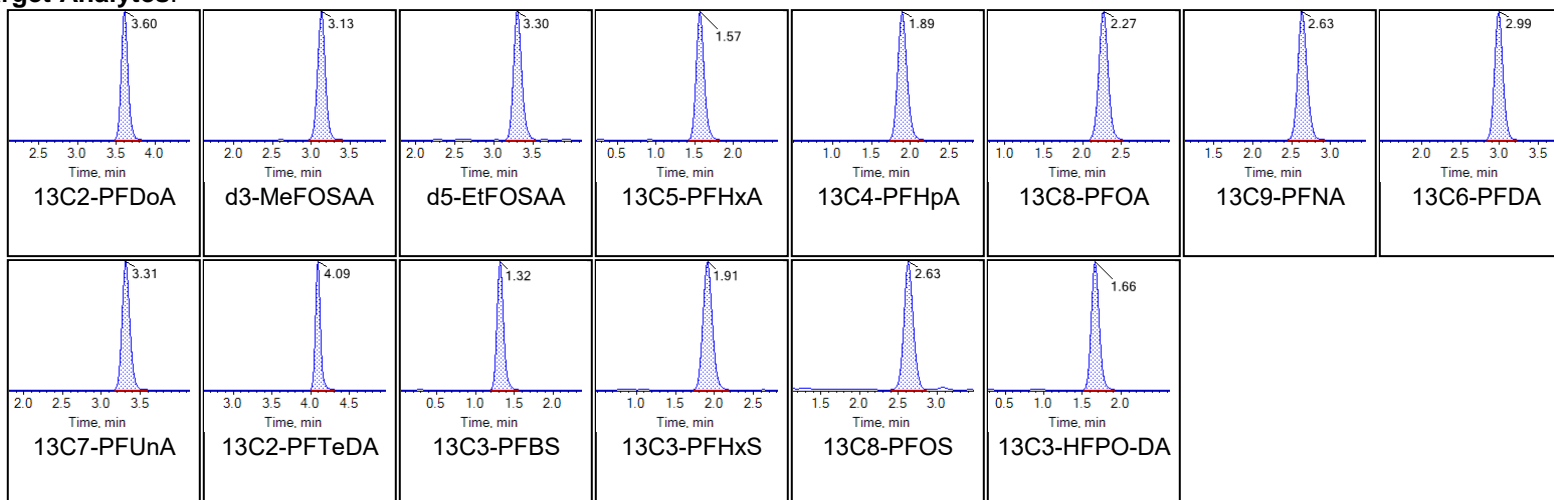 rget Analytes:
3.60 3.13 3.30 1.57 1.89 2.27 2.63 2.99
2.5 3.0 3.5 4.0 2.0 2.5 3.0 3.5 2.0 2.5 3.0 3.5 0.5 1.0 1.5 2.0 1.0 1.5 2.0 2.5 1.0 1.5 2.0 2.5 1.5 2.0 2.5 3.0 2.0 2.5 3.0 3.5
Time, min Time, min Time, min Time, min Time, min Time, min Time, min Time, min
13C2-PFDoA d3-MeFOSAA d5-EtFOSAA 13C5-PFHxA 13C4-PFHpA 13C8-PFOA 13C9-PFNA 13C6-PFDA
3.31 4.09 1.32 1.91 2.63 1.66
2.0 2.5 3.0 3.5 3.0 3.5 4.0 4.5 0.5 1.0 1.5 2.0 1.0 1.5 2.0 2.5 1.5 2.0 2.5 3.0 0.5 1.0 1.5 2.0
Time, min Time, min Time, min Time, min Time, min Time, min
13C7-PFUnA 13C2-PFTeDA 13C3-PFBS 13C3-PFHxS 13C8-PFOS 13C3-HFPO-DA